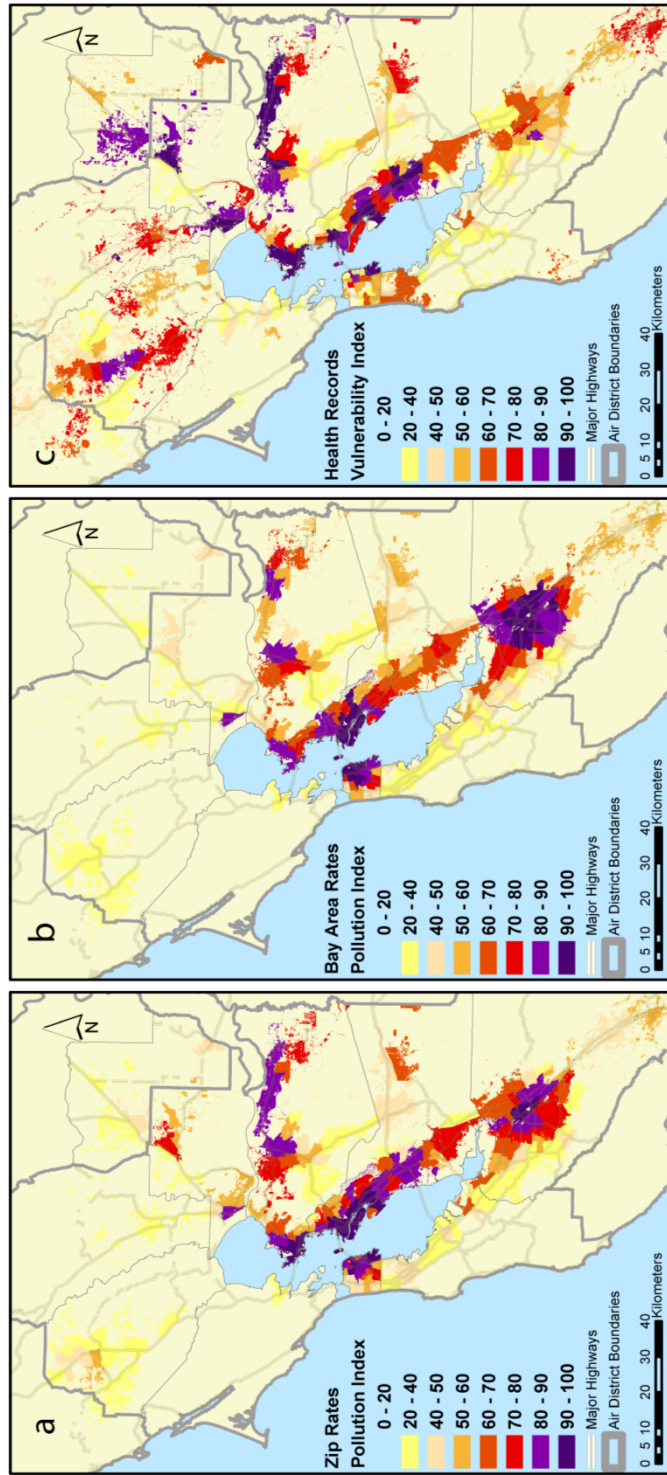 a
N
Zip Rates
Pollution Index
0 - 20
20 - 40
40 - 50
50 - 60
60 - 70
70 - 80
80 - 90
90 - 100
Major Highways
Air District Boundaries
0 5 10 20 30 40
Kilometers
b
N
Bay Area Rates
Pollution Index
0 - 20
20 - 40
40 - 50
50 - 60
60 - 70
70 - 80
80 - 90
90 - 100
Major Highways
Air District Boundaries
0 5 10 20 30 40
Kilometers
c
N
Health Records
Vulnerability Index
0 - 20
20 - 40
40 - 50
50 - 60
60 - 70
70 - 80
80 - 90
90 - 100
Major Highways
Air District Boundaries
0 5 10 20 30 40
Kilometers